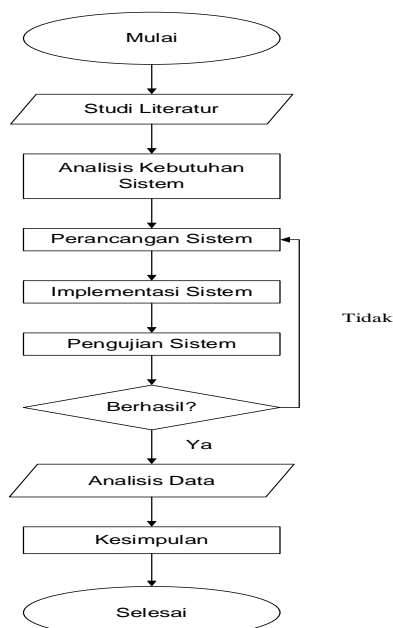 Mulai
Studi Literatur
Analisis Kebutuhan
Sistem
Perancangan Sistem
Implementasi Sistem
Tidak
Pengujian Sistem
Berhasil?
Ya
Analisis Data
Kesimpulan
Selesai